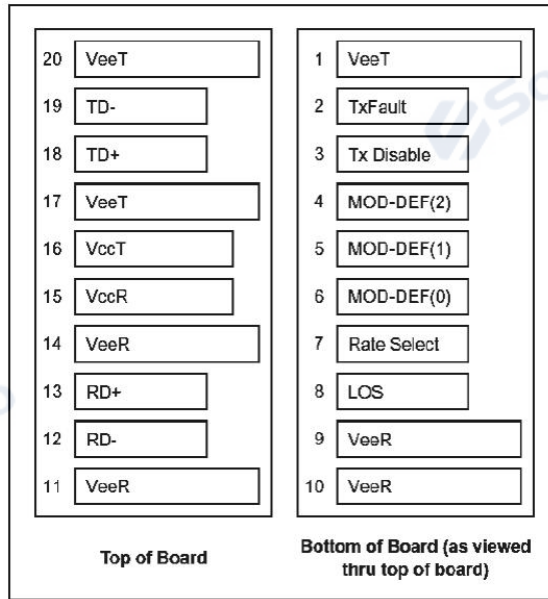 20 VeeT
19 TD-
18 TD+
17 VeeT
16 VccT
15 VccR
14 VeeR
13 RD+
12 RD-
11 VeeR
Top of Board
1 VeeT
2 TxFault
3 Tx Disable
4 MOD-DEF(2)
5 MOD-DEF(1)
6 MOD-DEF(0)
7 Rate Select
8 LOS
9 VeeR
10 VeeR
Bottom of Board (as viewed
thru top of board)